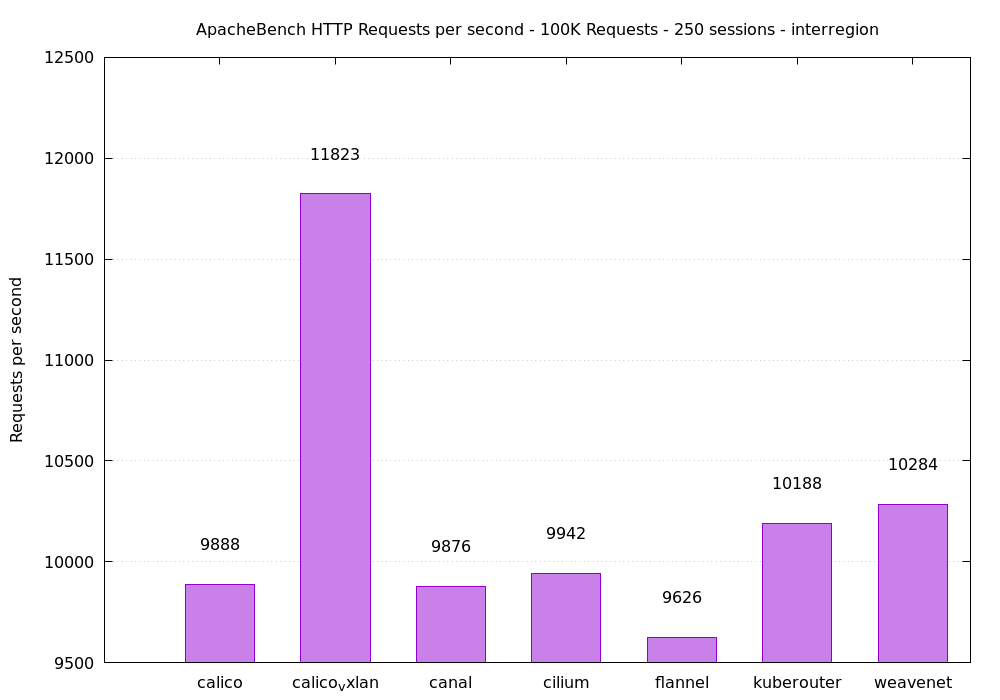 ApacheBench HTTP Requests per second - 100K Requests - 250 sessions - interregion
Requests per second
12500
12000
11500
11000
10500
10000
9500
9888
11823
9876
9942
9626
10188
10284
calico
calicoᵥxlan
canal
cilium
flannel
kuberouter
weavenet